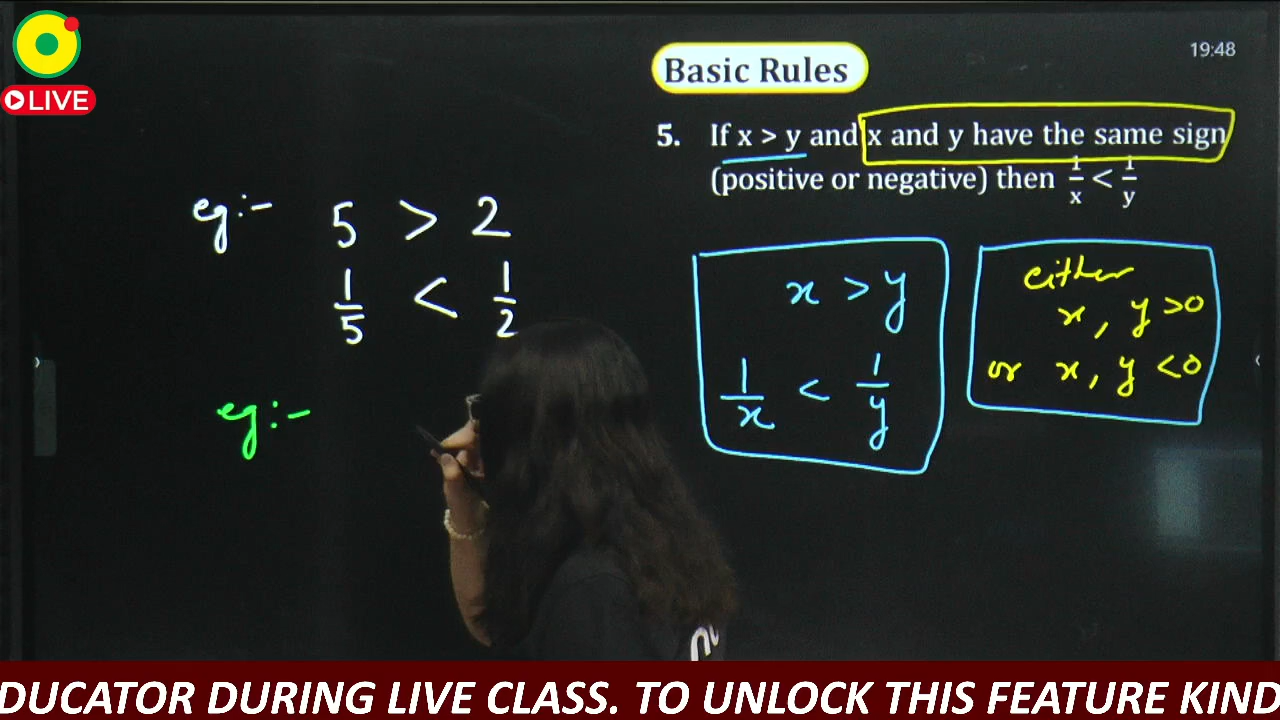 LIVE
19:48
Basic Rules
5. If x > y and x and y have the same sign
(positive or negative) then 1/x < 1/y
eg:- 5 > 2
1/5 < 1/2
eg:-
x > y
1/x < 1/y
either
x, y >0
or x, y <0
DUCATOR DURING LIVE CLASS. TO UNLOCK THIS FEATURE KIND